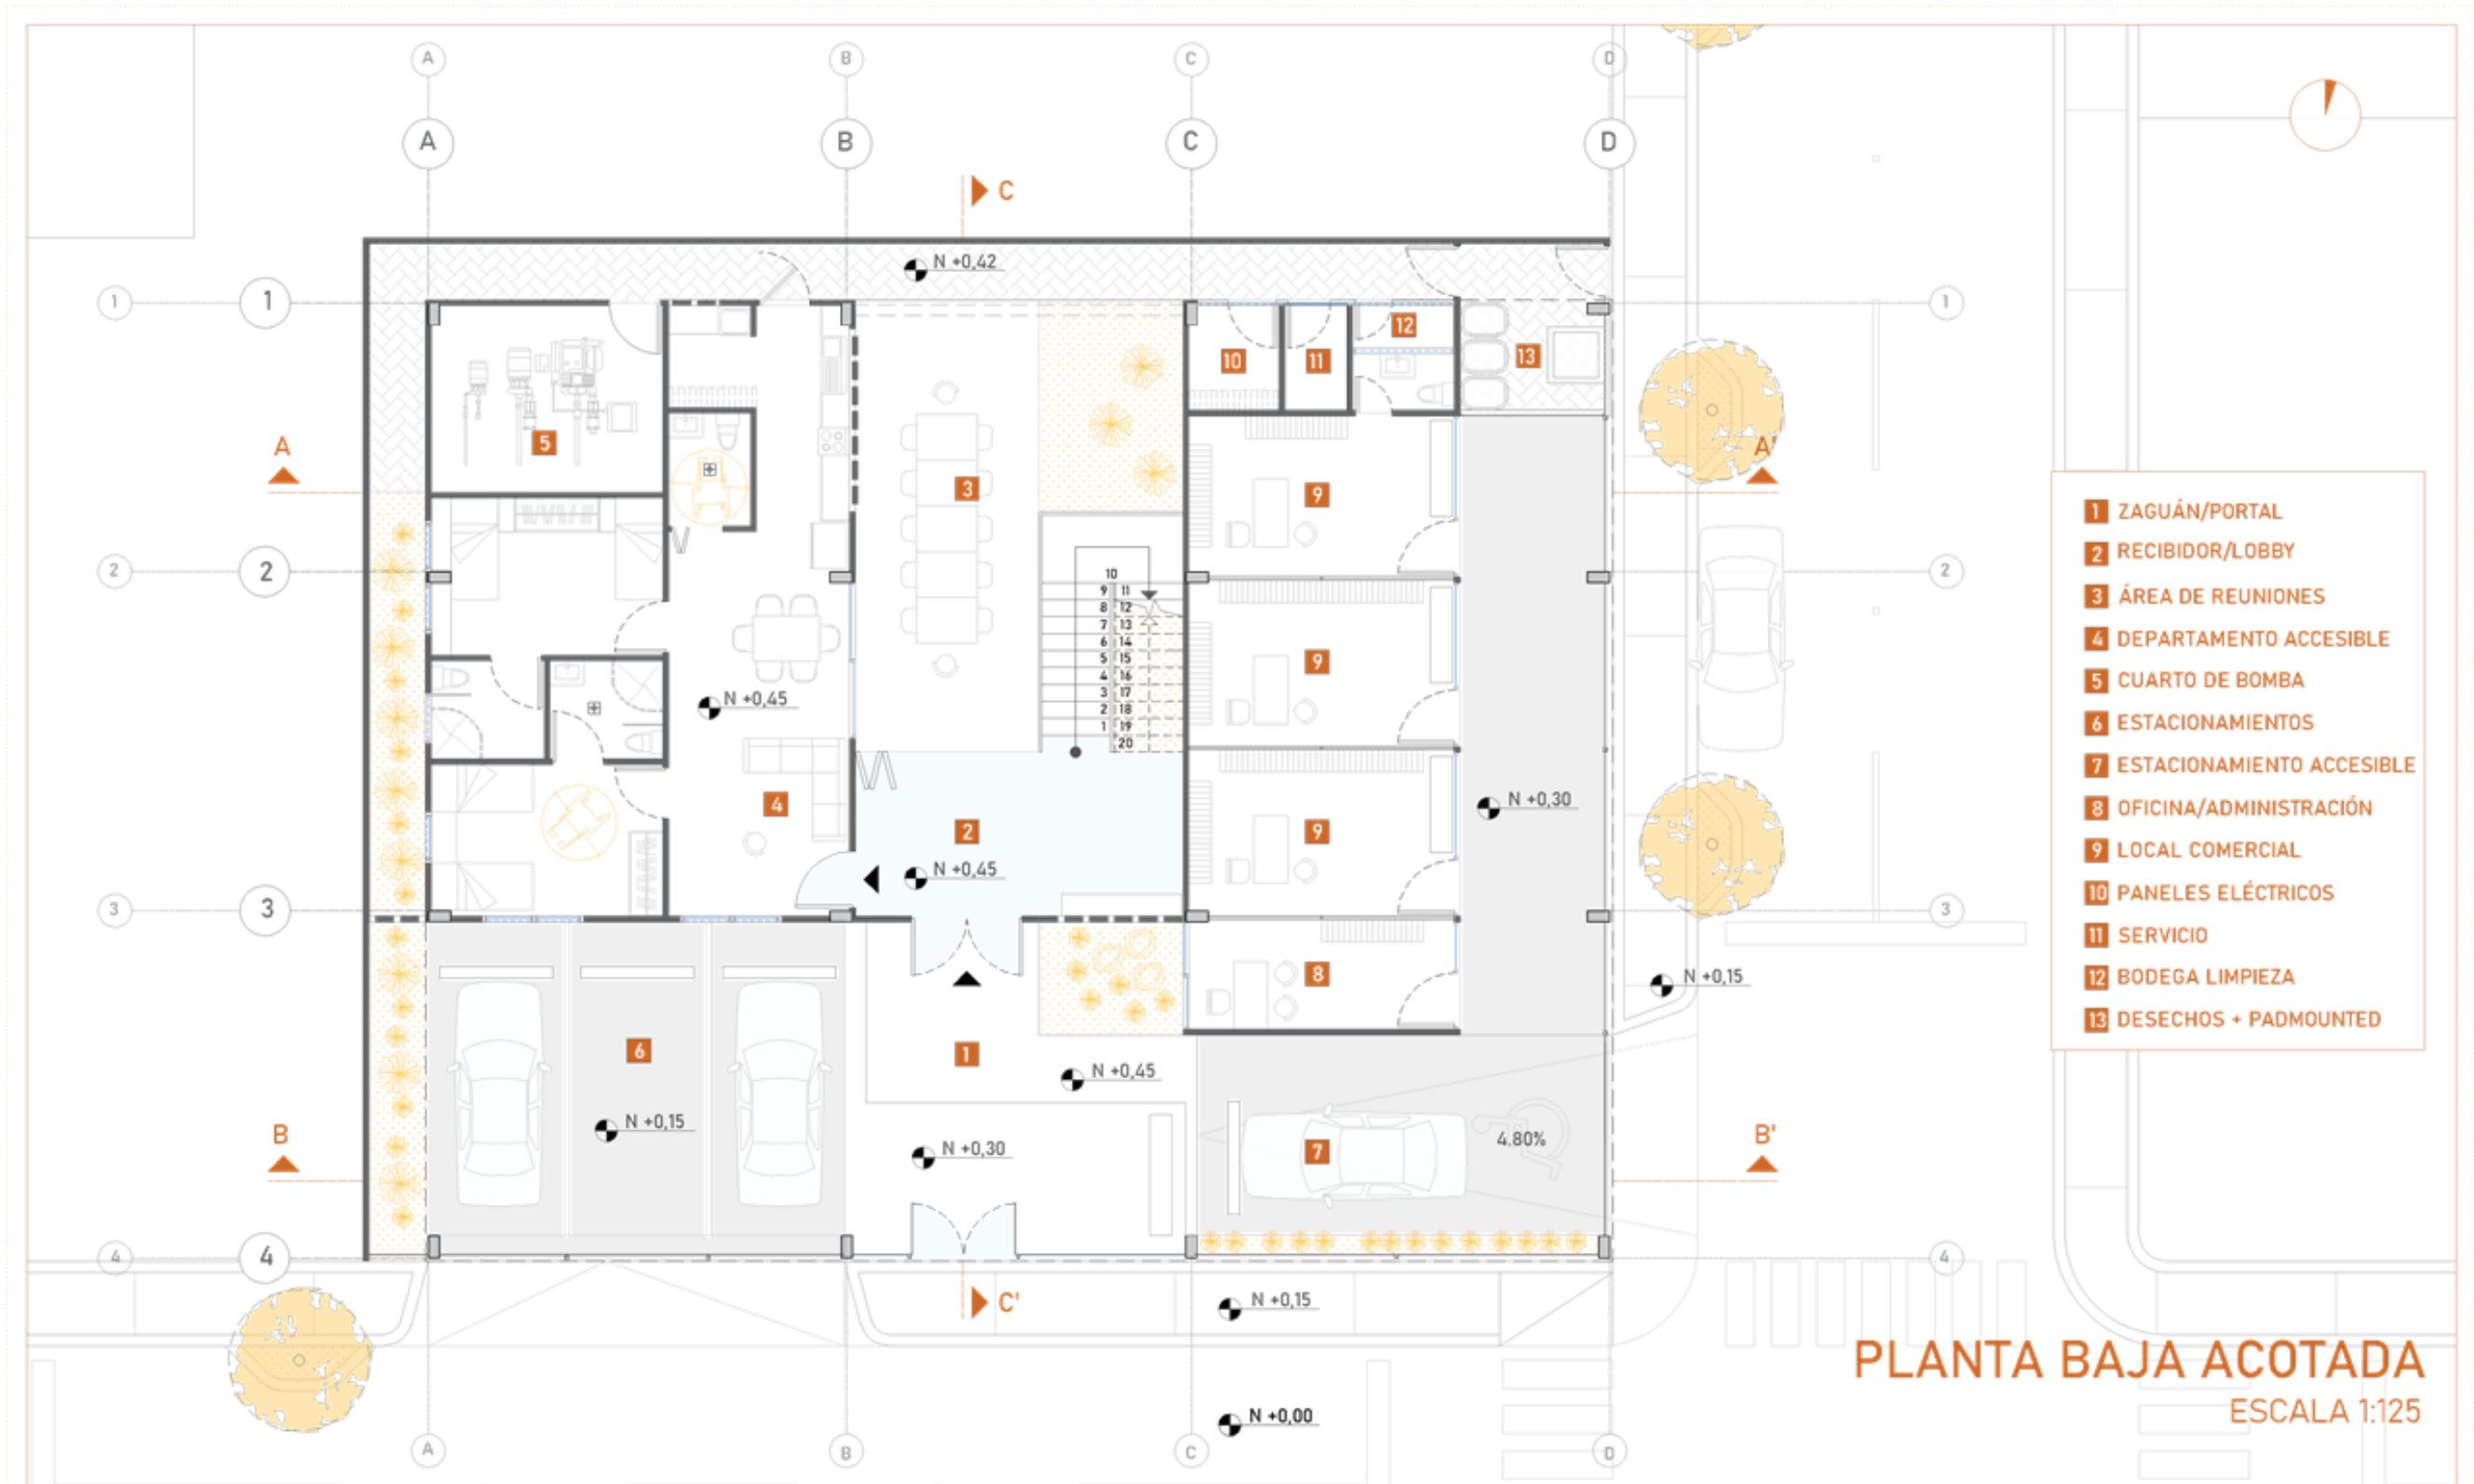 A B C D
A B C D
C
N +0,42
1 1 1
12
10 11 13
5
A A'
3 9
1 ZAGUÁN/PORTAL
2 RECIBIDOR/LOBBY
3 ÁREA DE REUNIONES
4 DEPARTAMENTO ACCESIBLE
5 CUARTO DE BOMBA
6 ESTACIONAMIENTOS
7 ESTACIONAMIENTO ACCESIBLE
8 OFICINA/ADMINISTRACIÓN
9 LOCAL COMERCIAL
10 PANELES ELÉCTRICOS
11 SERVICIO
12 BODEGA LIMPIEZA
13 DESECHOS + PADMOUNTED
2 2 2
10
9 11
8 12
7 13
6 14
5 15
4 16
3 17
2 18
1 19
20
9
N +0,45
4
2
9
N +0,30
N +0,45
3 3 3
8
N +0,15
6
1
N +0,45
N +0,15
B B'
N +0,30
7
4.80%
4 4 4
C'
N +0,15
N +0,00
A B C D
PLANTA BAJA ACOTADA
ESCALA 1:125